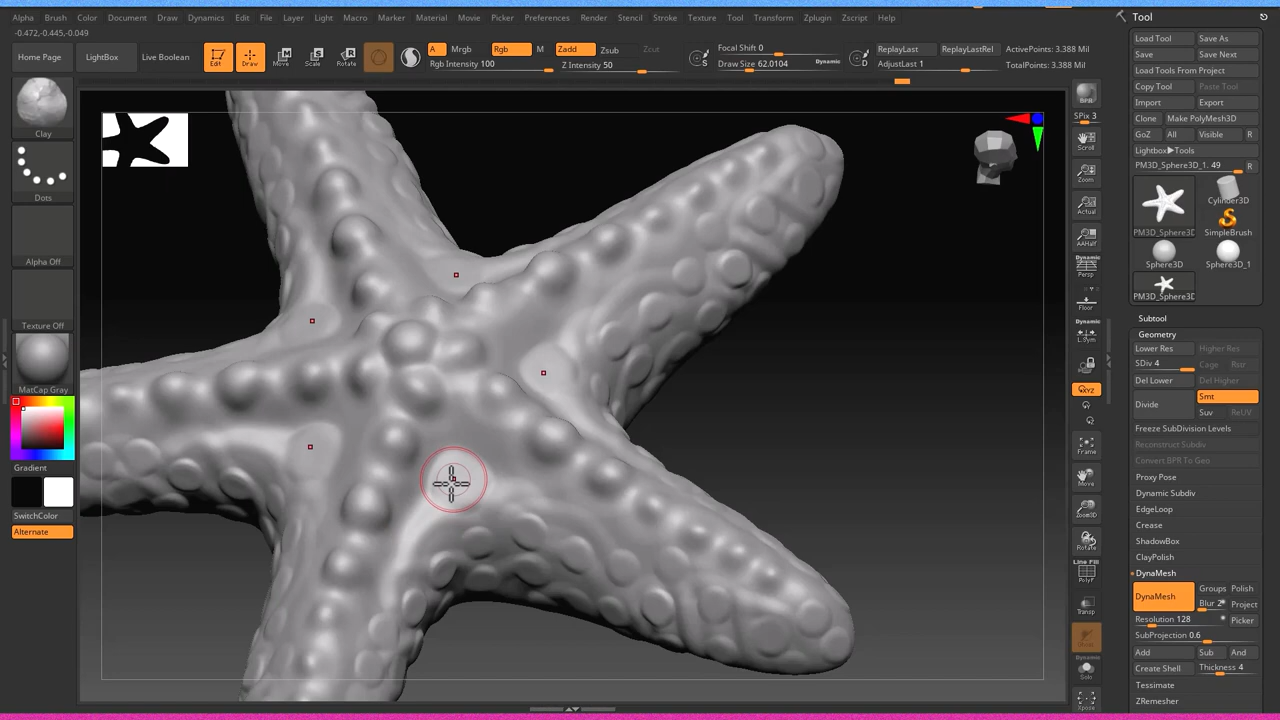 Alpha Brush Color Document Draw Dynamics Edit File Layer Light Macro Marker Material Movie Picker Preferences Render Stencil Stroke Texture Tool Transform Zplugin Zscript Help
-0.472,-0.445,-0.049
Home Page LightBox Live Boolean Edit Draw Move Scale Rotate
A Mrgb Rgb M Zadd Zsub Zcut
Rgb Intensity 100 Z Intensity 50
Focal Shift 0
Draw Size 62.0104 Dynamic
S D
ReplayLast ReplayLastRel
AdjustLast 1
ActivePoints: 3.388 Mil
TotalPoints: 3.388 Mil
Clay
Dots
Alpha Off
Texture Off
MatCap Gray
Gradient
SwitchColor
Alternate
BPR
SPix 3
Scroll
Zoom
Actual
AAHalf
Dynamic
Persp
Floor
Dynamic
L.Sym
Qxyz
Frame
Move
Zoom3D
Rotate
Line Fill
PolyF
Transp
Dynamic
Solo
Xpose
Tool
Load Tool Save As
Save Save Next
Load Tools From Project
Copy Tool Paste Tool
Import Export
Clone Make PolyMesh3D
GoZ All Visible R
Lightbox▶Tools
PM3D_Sphere3D_1. 49 R
PM3D_Sphere3D Cylinder3D
SimpleBrush
Sphere3D Sphere3D_1
PM3D_Sphere3D
Subtool
Geometry
Lower Res Higher Res
SDiv 4 Cage Rstr
Del Lower Del Higher
Divide Smt
Suv ReUV
Freeze SubDivision Levels
Reconstruct Subdiv
Convert BPR To Geo
Proxy Pose
Dynamic Subdiv
EdgeLoop
Crease
ShadowBox
ClayPolish
DynaMesh
DynaMesh Groups Polish
Blur 2 Project
Resolution 128 Picker
SubProjection 0.6
Add Sub And
Create Shell Thickness 4
Tessimate
ZRemesher